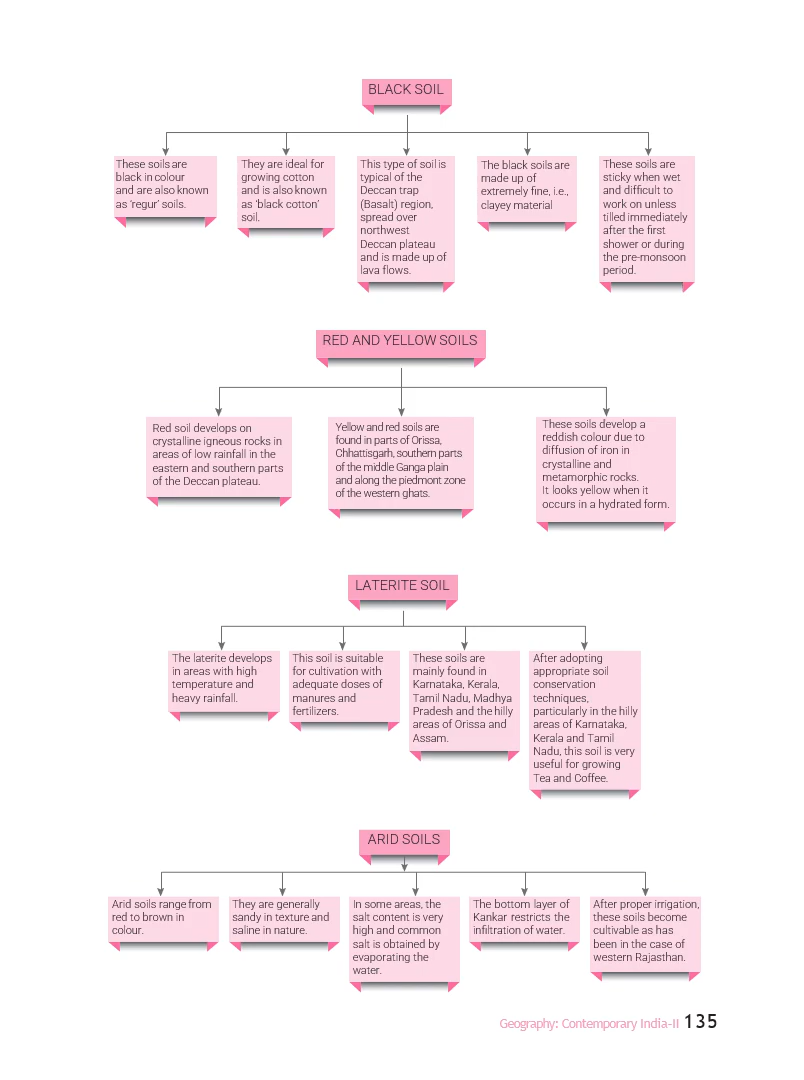 BLACK SOIL
These soils are
black in colour
and are also known
as ‘regur’ soils.
They are ideal for
growing cotton
and is also known
as ‘black cotton’
soil.
This type of soil is
typical of the
Deccan trap
(Basalt) region,
spread over
northwest
Deccan plateau
and is made up of
lava flows.
The black soils are
made up of
extremely fine, i.e.,
clayey material
These soils are
sticky when wet
and difficult to
work on unless
tilled immediately
after the first
shower or during
the pre-monsoon
period.
RED AND YELLOW SOILS
Red soil develops on
crystalline igneous rocks in
areas of low rainfall in the
eastern and southern parts
of the Deccan plateau.
Yellow and red soils are
found in parts of Orissa,
Chhattisgarh, southern parts
of the middle Ganga plain
and along the piedmont zone
of the western ghats.
These soils develop a
reddish colour due to
diffusion of iron in
crystalline and
metamorphic rocks.
It looks yellow when it
occurs in a hydrated form.
LATERITE SOIL
The laterite develops
in areas with high
temperature and
heavy rainfall.
This soil is suitable
for cultivation with
adequate doses of
manures and
fertilizers.
These soils are
mainly found in
Karnataka, Kerala,
Tamil Nadu, Madhya
Pradesh and the hilly
areas of Orissa and
Assam.
After adopting
appropriate soil
conservation
techniques,
particularly in the hilly
areas of Karnataka,
Kerala and Tamil
Nadu, this soil is very
useful for growing
Tea and Coffee.
ARID SOILS
Arid soils range from
red to brown in
colour.
They are generally
sandy in texture and
saline in nature.
In some areas, the
salt content is very
high and common
salt is obtained by
evaporating the
water.
The bottom layer of
Kankar restricts the
infiltration of water.
After proper irrigation,
these soils become
cultivable as has
been in the case of
western Rajasthan.
Geography: Contemporary India-II 135